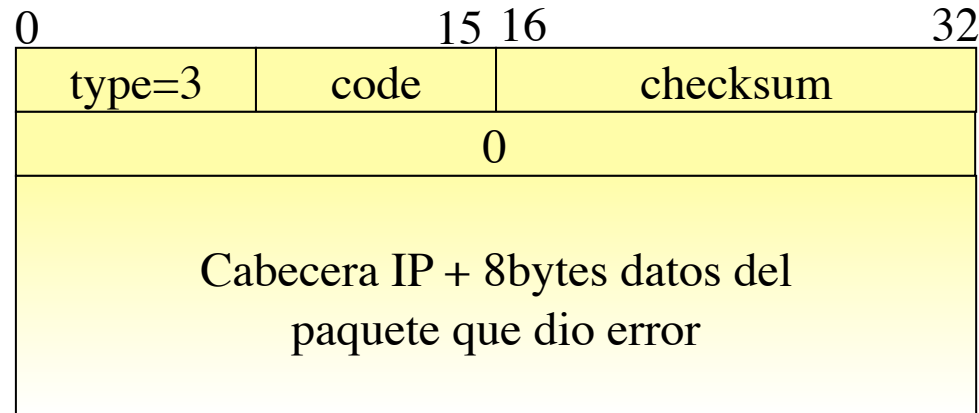 0 15 16 32
type=3 code checksum
0
Cabecera IP + 8bytes datos del
paquete que dio error